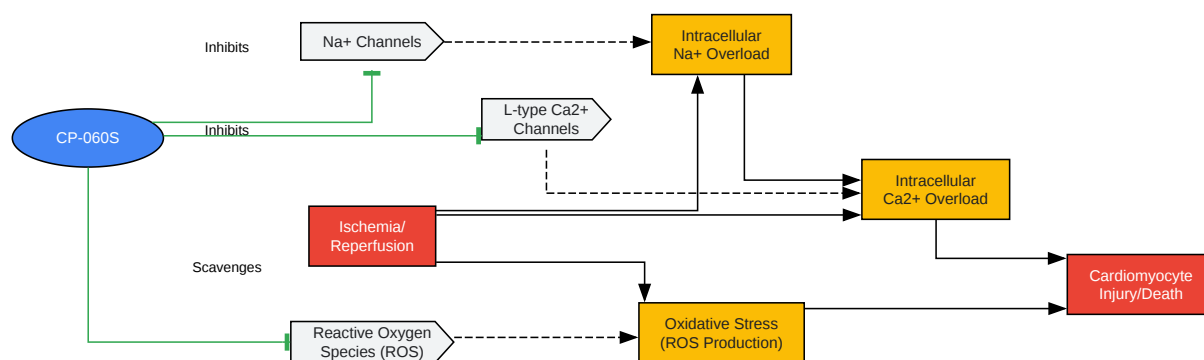 Inhibits
Na+ Channels
Intracellular
Na+ Overload
CP-060S
Inhibits
L-type Ca2+
Channels
Intracellular
Ca2+ Overload
Ischemia/
Reperfusion
Scavenges
Cardiomyocyte
Injury/Death
Reactive Oxygen
Species (ROS)
Oxidative Stress
(ROS Production)